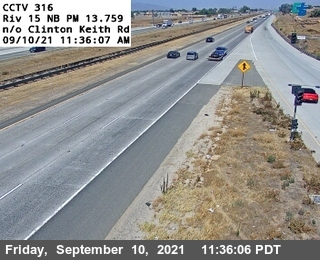 CCTV 316
Riv 15 NB PM 13.759
n/o Clinton Keith Rd
09/10/21 11:36:07 AM
Friday, September 10, 2021 11:36:06 PDT